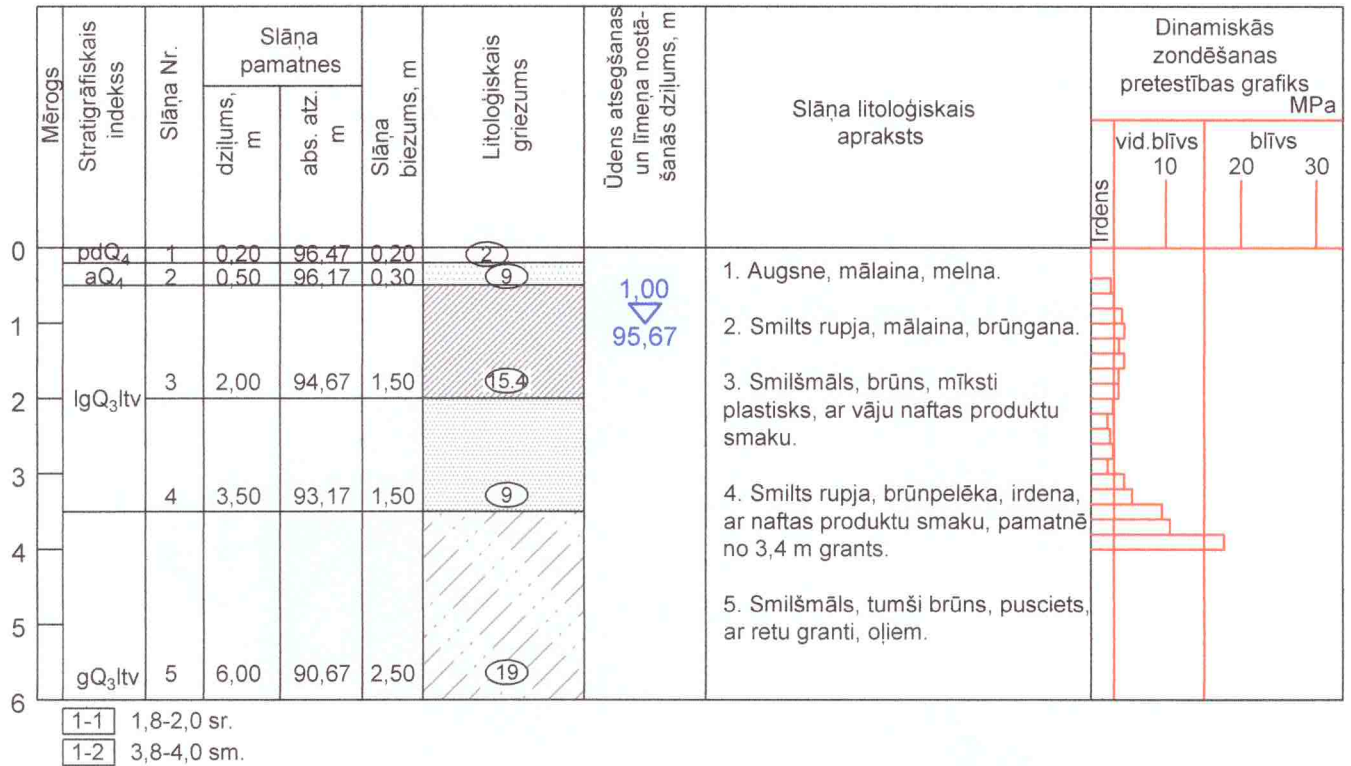 Mērogs
Stratigrāfiskais
indekss
Slāņa Nr.
Slāņa
pamatnes
dziļums,
m
abs. atz.
m
Slāņa
biezums, m
Litoloģiskais
griezums
Ūdens atsegšanas
un līmeņa nostā-
šanās dziļums, m
Slāņa litoloģiskais
apraksts
Dinamiskās
zondēšanas
pretestības grafiks
MPa
Irdens
vid.blīvs
blīvs
10 20 30
0
1
2
3
4
5
6
pdQ4 1 0,20 96,47 0,20 2
aQ4 2 0,50 96,17 0,30 9
lgQ3ltv 3 2,00 94,67 1,50 15.4
4 3,50 93,17 1,50 9
gQ3ltv 5 6,00 90,67 2,50 19
1,00
95,67
1. Augsne, mālaina, melna.
2. Smilts rupja, mālaina, brūngana.
3. Smilšmāls, brūns, mīksti
plastisks, ar vāju naftas produktu
smaku.
4. Smilts rupja, brūnpelēka, irdena,
ar naftas produktu smaku, pamatnē
no 3,4 m grants.
5. Smilšmāls, tumši brūns, pusciets,
ar retu granti, oļiem.
1-1 1,8-2,0 sr.
1-2 3,8-4,0 sm.